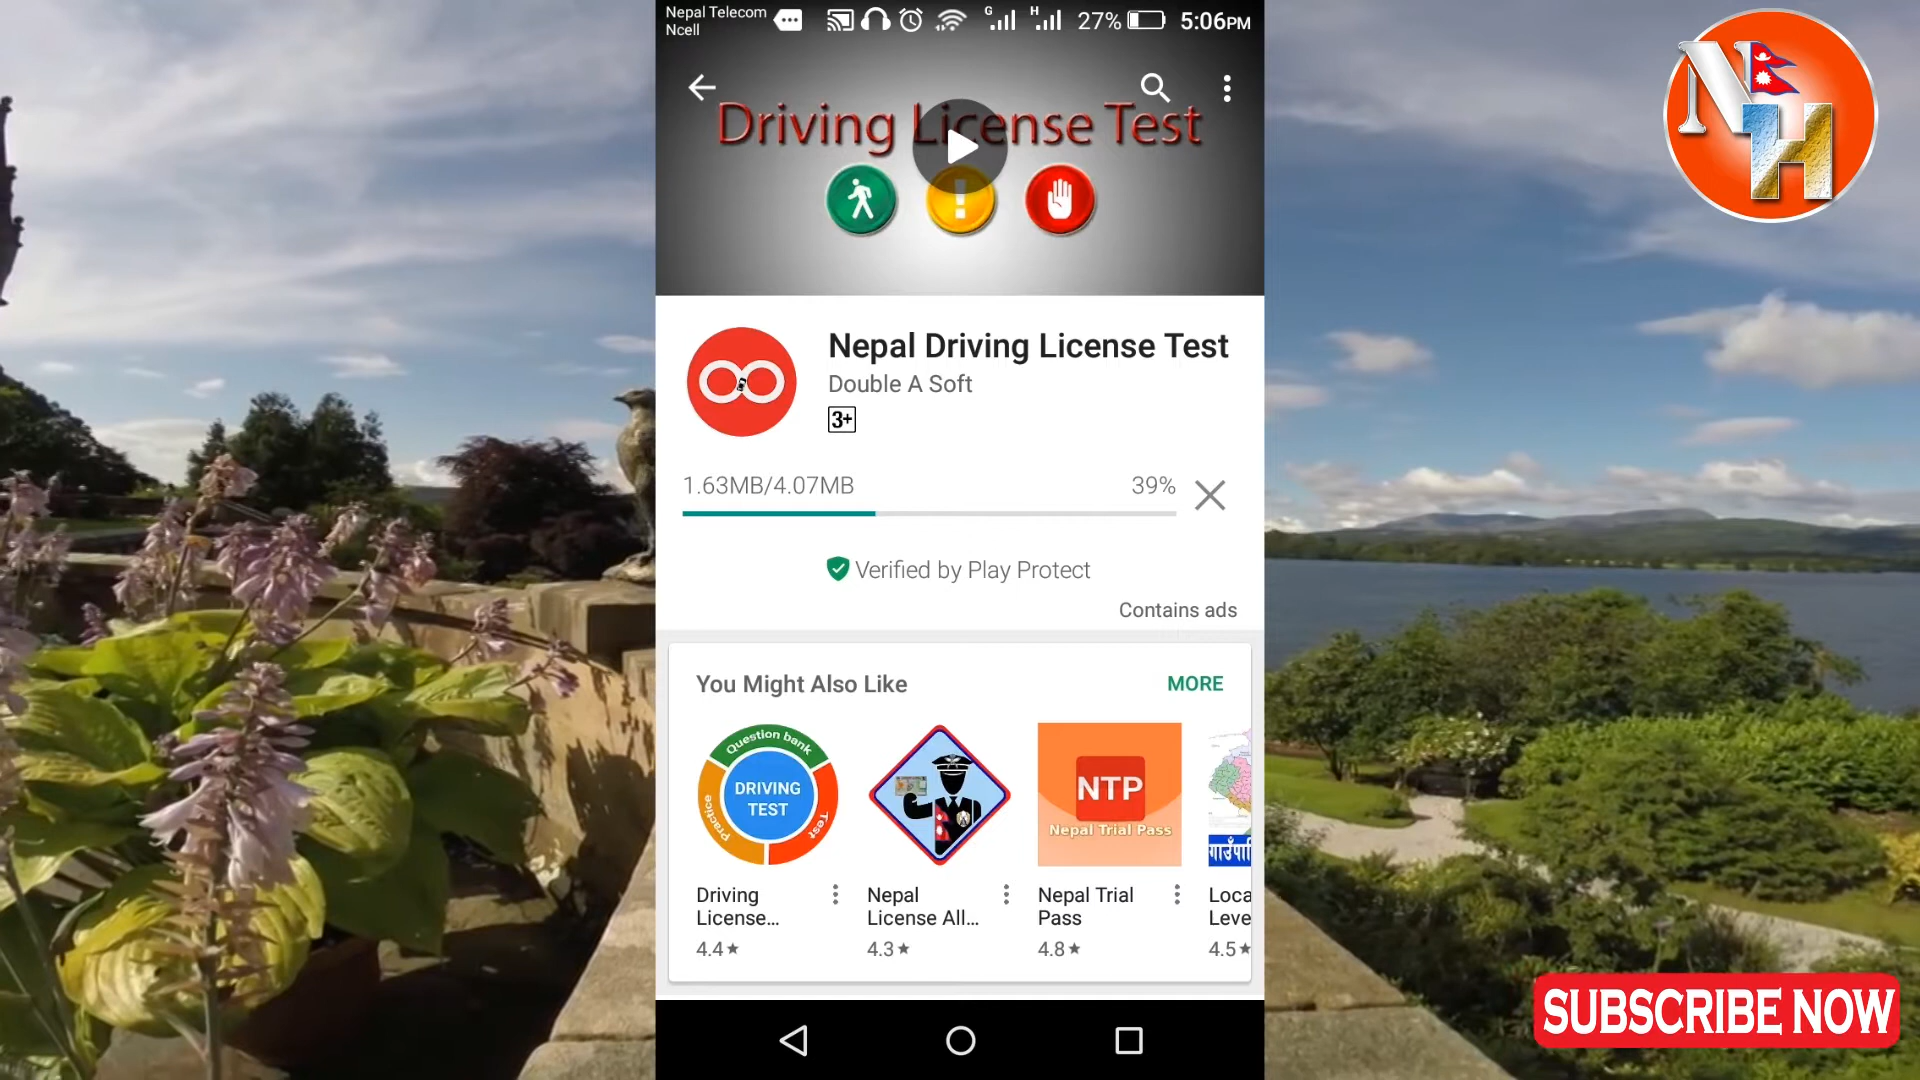 Nepal Telecom
Ncell
G
H
27%
5:06PM
Driving License Test
NH
Nepal Driving License Test
Double A Soft
3+
1.63MB/4.07MB
39%
Verified by Play Protect
Contains ads
You Might Also Like
MORE
Question bank
DRIVING
TEST
Practice
Test
NTP
Nepal Trial Pass
गाउँपा
Driving
License...
4.4★
Nepal
License All...
4.3★
Nepal Trial
Pass
4.8★
Loca
Leve
4.5★
SUBSCRIBE NOW